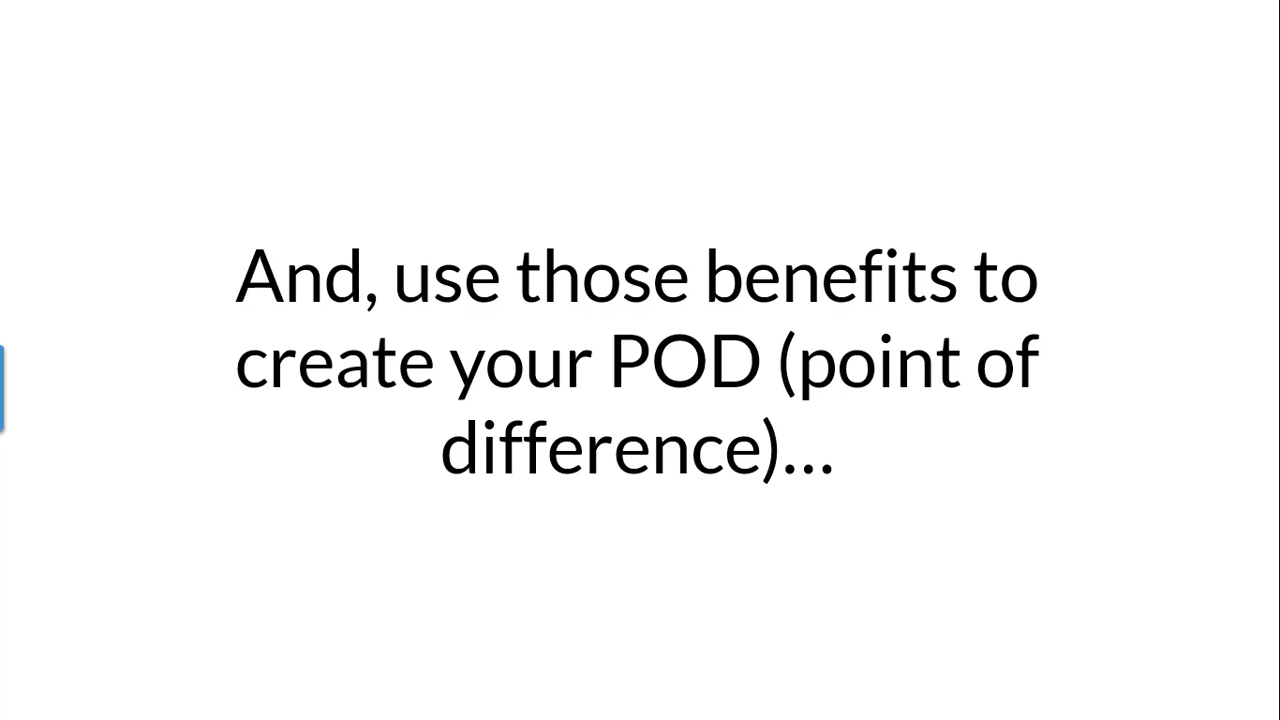 And, use those benefits to
create your POD (point of
difference)...